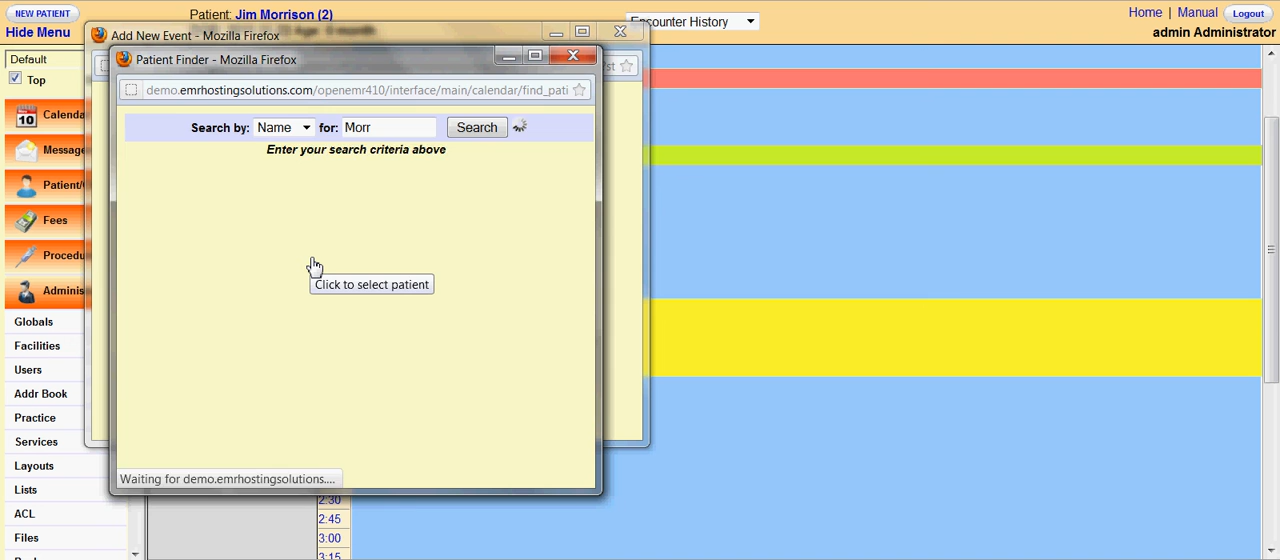 NEW PATIENT
Patient: Jim Morrison (2)
Encounter History
Home | Manual Logout
Hide Menu
admin Administrator
Add New Event - Mozilla Firefox
Default
Top
Patient Finder - Mozilla Firefox
demo.emrhostingsolutions.com/openemr410/interface/main/calendar/find_pati
Search by: Name for: Morr Search
Enter your search criteria above
10 Calenda
Message
Patient/
Fees
Procedu
Adminis
Click to select patient
Globals
Facilities
Users
Addr Book
Practice
Services
Layouts
Lists
ACL
Files
Waiting for demo.emrhostingsolutions....
2:30
2:45
3:00
3:15